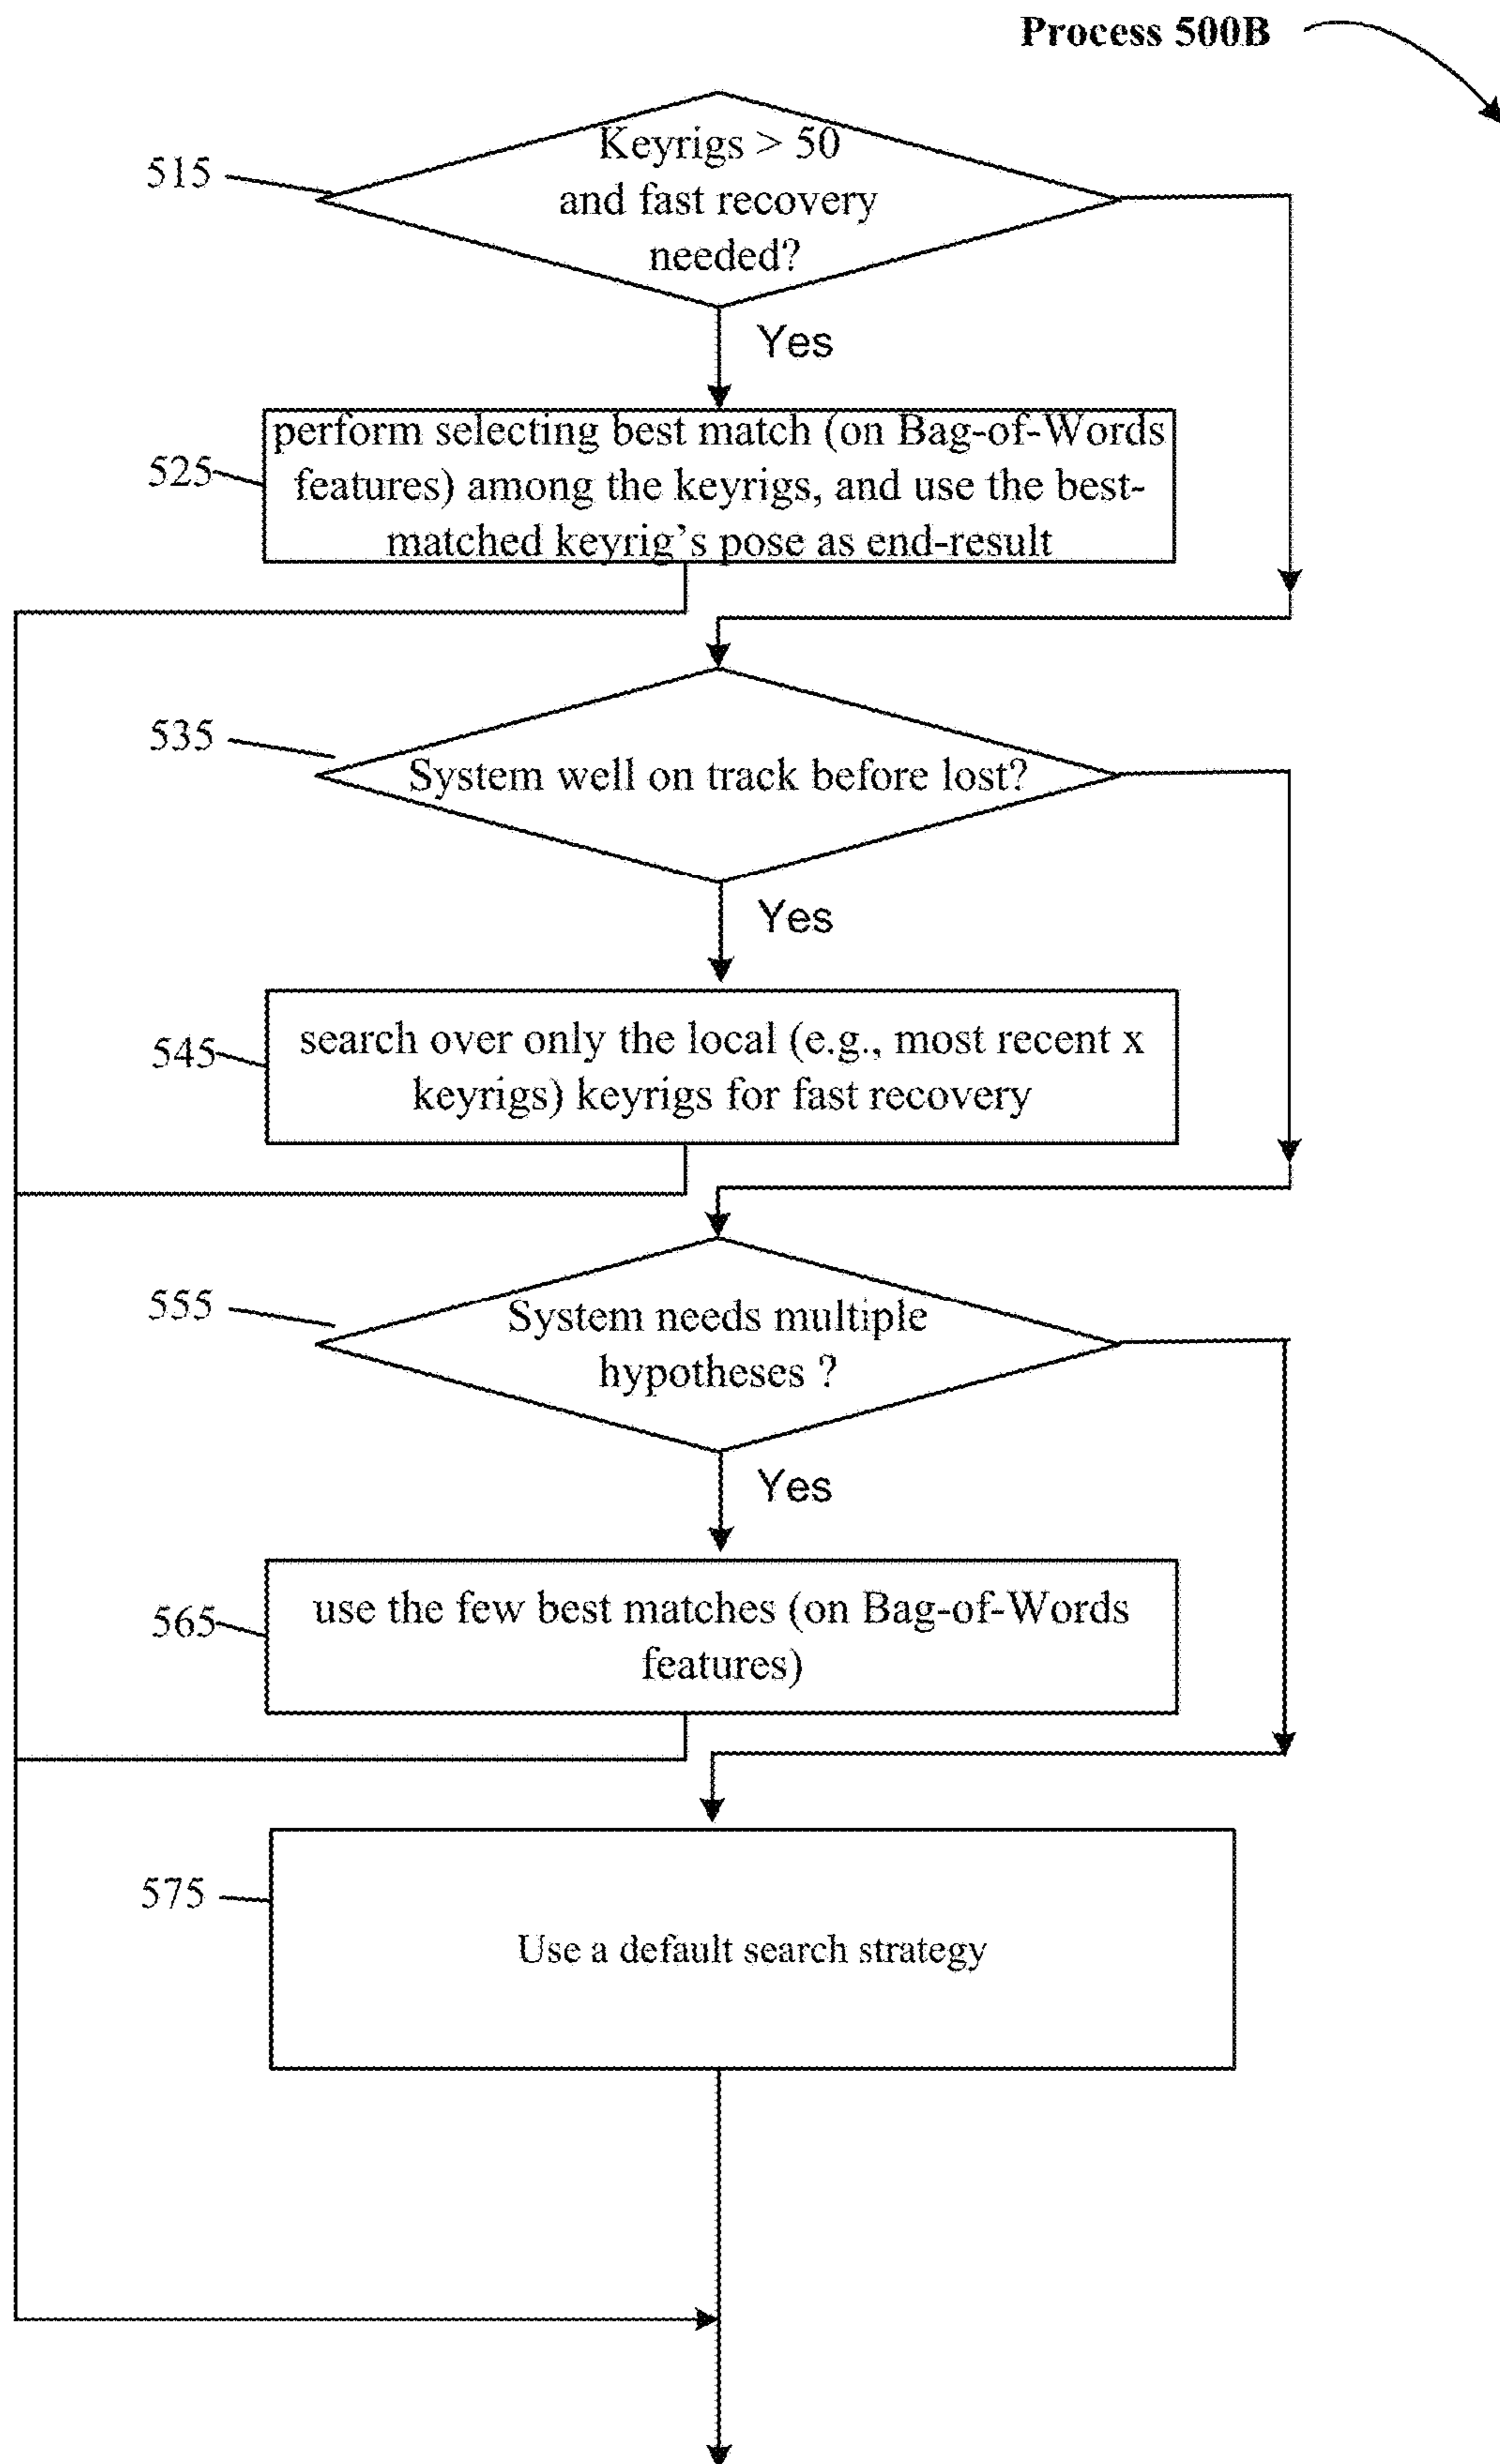 Process 500B
515
Keyrigs > 50
and fast recovery
needed?
Yes
525
perform selecting best match (on Bag-of-Words
features) among the keyrigs, and use the best-
matched keyrig's pose as end-result
535
System well on track before lost?
Yes
545
search over only the local (e.g., most recent x
keyrigs) keyrigs for fast recovery
555
System needs multiple
hypotheses ?
Yes
565
use the few best matches (on Bag-of-Words
features)
575
Use a default search strategy